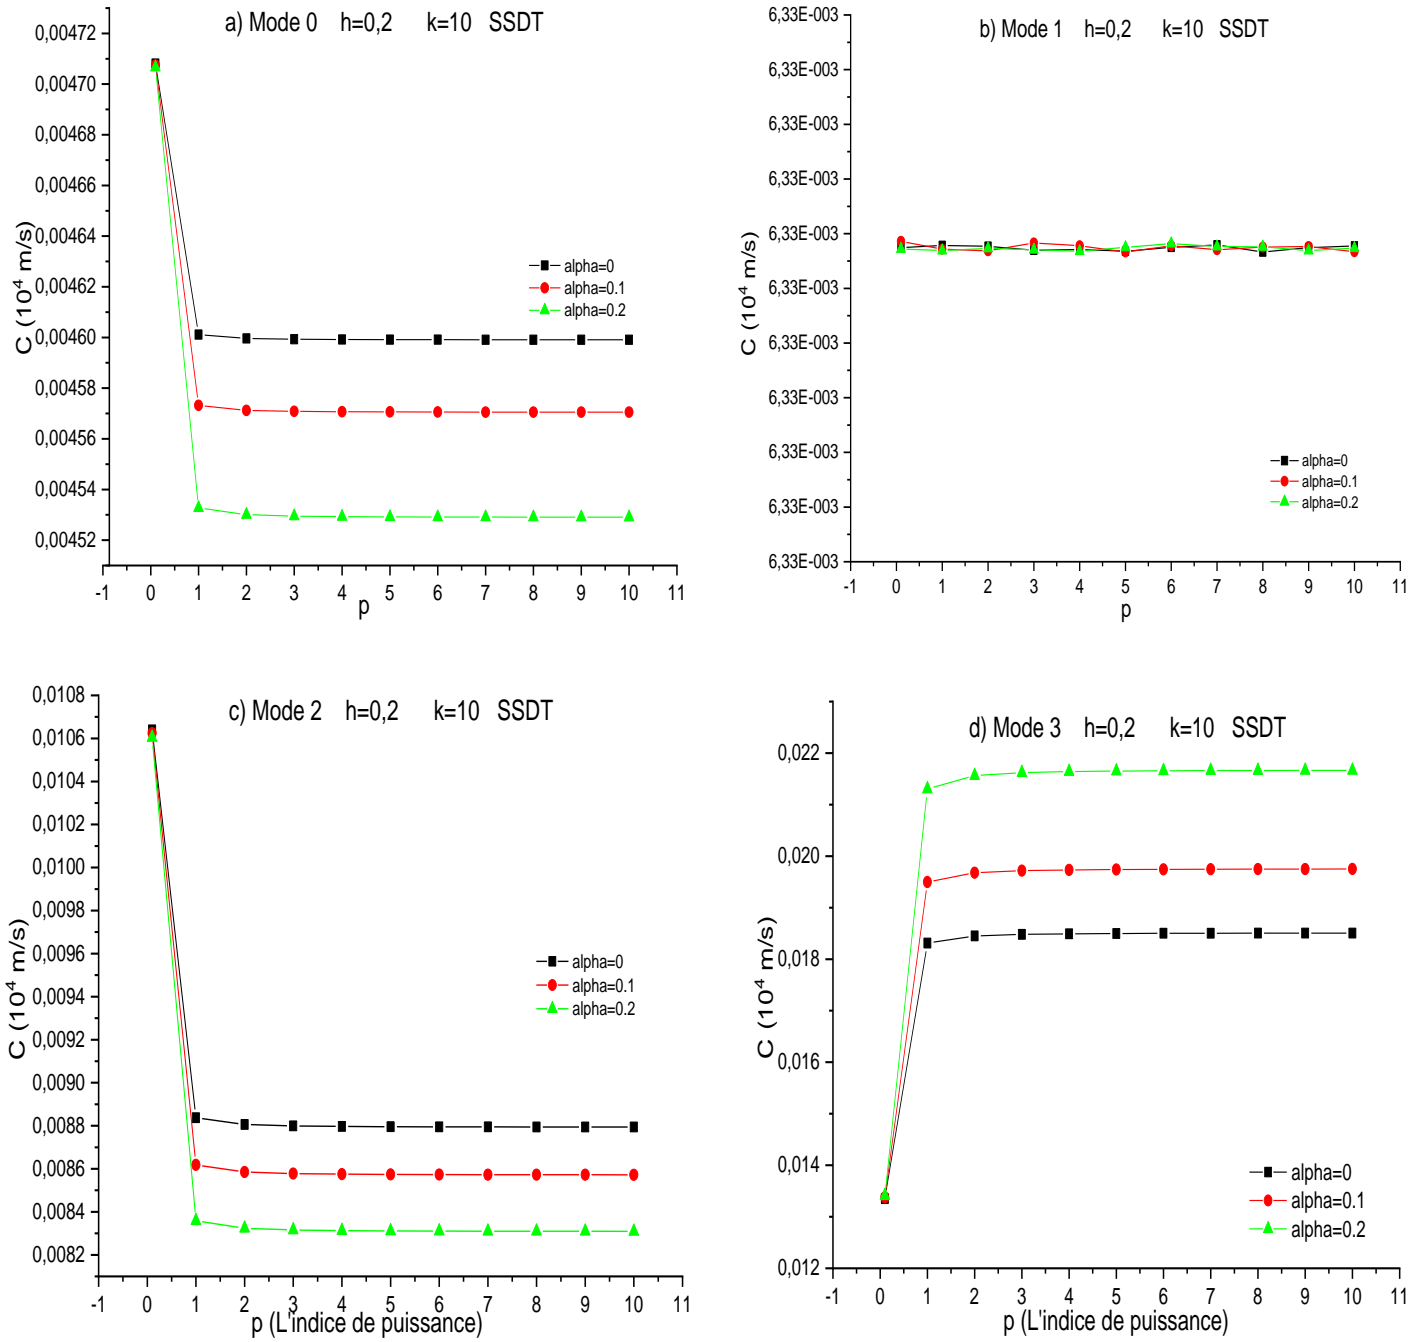 a) Mode 0 h=0,2 k=10 SSDT
0,00472
0,00470
0,00468
0,00466
0,00464
0,00462
0,00460
0,00458
0,00456
0,00454
0,00452
C (10⁴ m/s)
alpha=0
alpha=0.1
alpha=0.2
-1 0 1 2 3 4 5 6 7 8 9 10 11
p
b) Mode 1 h=0,2 k=10 SSDT
6,33E-003
6,33E-003
6,33E-003
6,33E-003
6,33E-003
6,33E-003
6,33E-003
6,33E-003
6,33E-003
6,33E-003
6,33E-003
C (10⁴ m/s)
alpha=0
alpha=0.1
alpha=0.2
-1 0 1 2 3 4 5 6 7 8 9 10 11
p
c) Mode 2 h=0,2 k=10 SSDT
0,0108
0,0106
0,0104
0,0102
0,0100
0,0098
0,0096
0,0094
0,0092
0,0090
0,0088
0,0086
0,0084
0,0082
C (10⁴ m/s)
alpha=0
alpha=0.1
alpha=0.2
-1 0 1 2 3 4 5 6 7 8 9 10 11
p (L'indice de puissance)
d) Mode 3 h=0,2 k=10 SSDT
0,022
0,020
0,018
0,016
0,014
0,012
C (10⁴ m/s)
alpha=0
alpha=0.1
alpha=0.2
-1 0 1 2 3 4 5 6 7 8 9 10 11
p (L'indice de puissance)